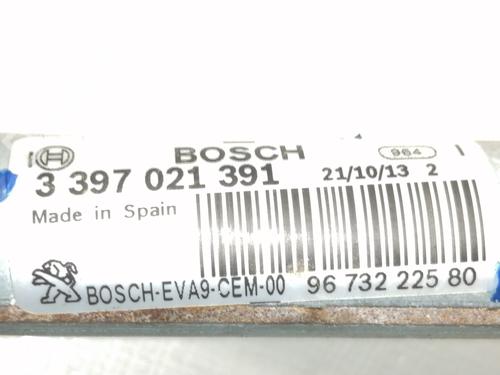 BOSCH
964
3 397 021 391
21/10/13 2
Made in Spain
BOSCH-EVA9-CEM-00
96 732 225 80